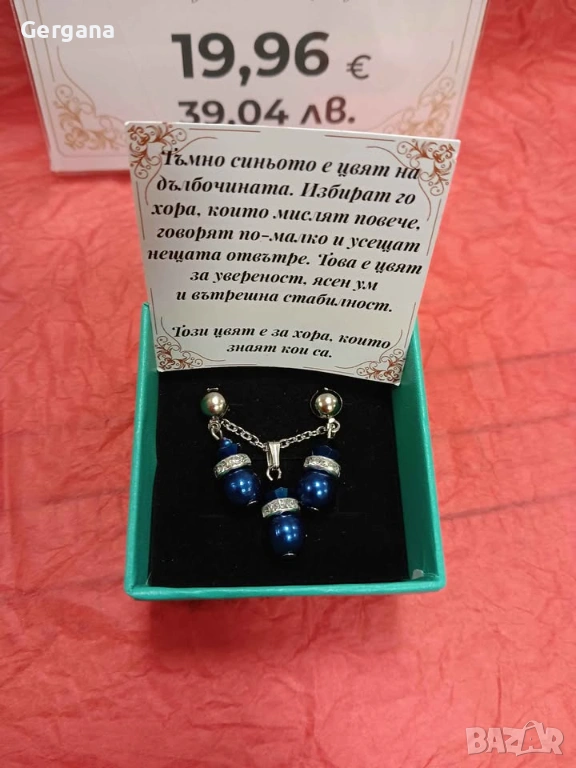 Gergana
19,96 €
39,04 лв.
Тъмно синьото е цвят на
дълбочината. Избират го
хора, които мислят повече,
говорят по-малко и усещат
нещата отвътре. Това е цвят
за увереност, ясен ум
и вътрешна стабилност.
Този цвят е за хора, които
знаят кои са.
BAZAR